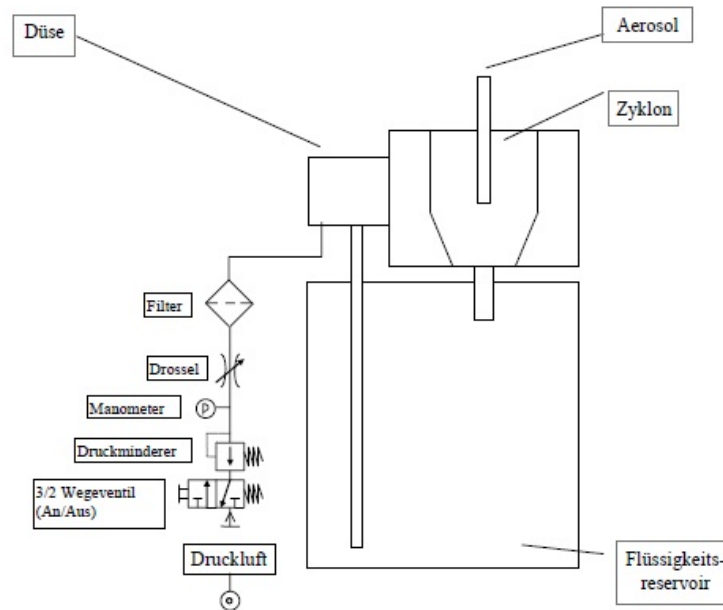 Düse
Aerosol
Zyklon
Filter
Drossel
Manometer
P
Druckminderer
3/2 Wegeventil
(An/Aus)
Druckluft
Flüssigkeits-
reservoir